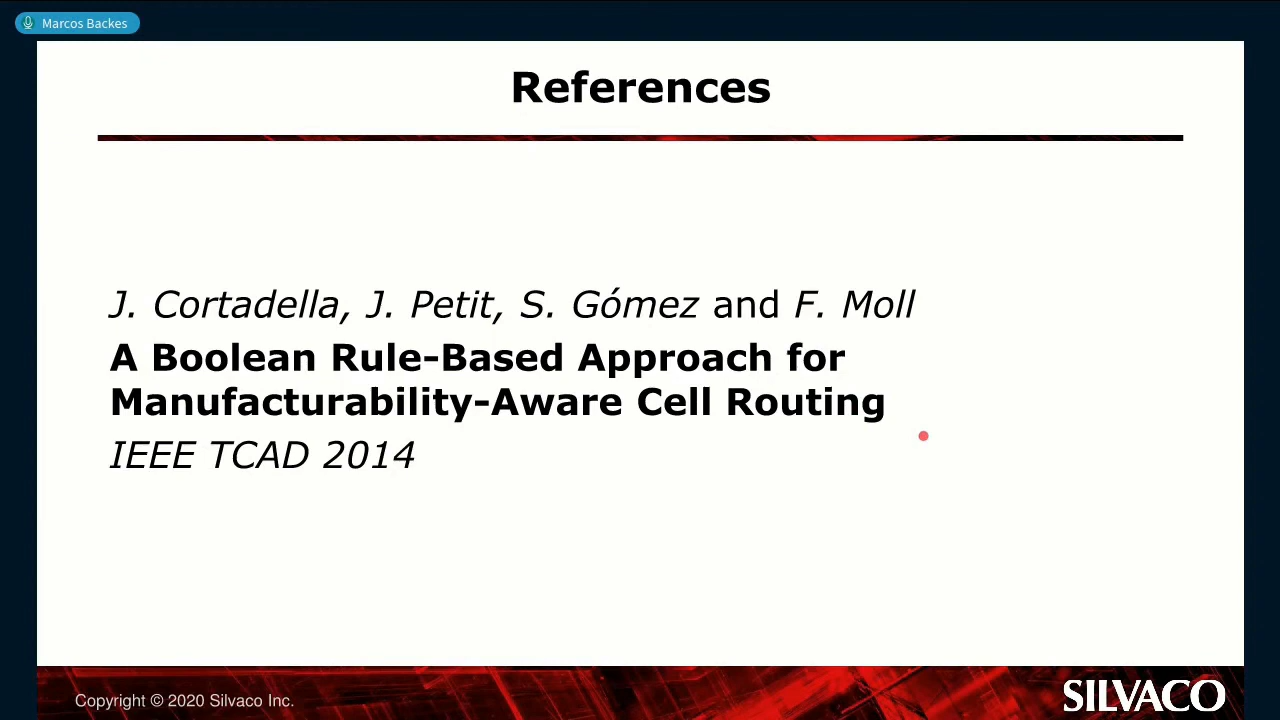 Marcos Backes
References
J. Cortadella, J. Petit, S. Gómez and F. Moll
A Boolean Rule-Based Approach for
Manufacturability-Aware Cell Routing
IEEE TCAD 2014
Copyright © 2020 Silvaco Inc.
SILVACO